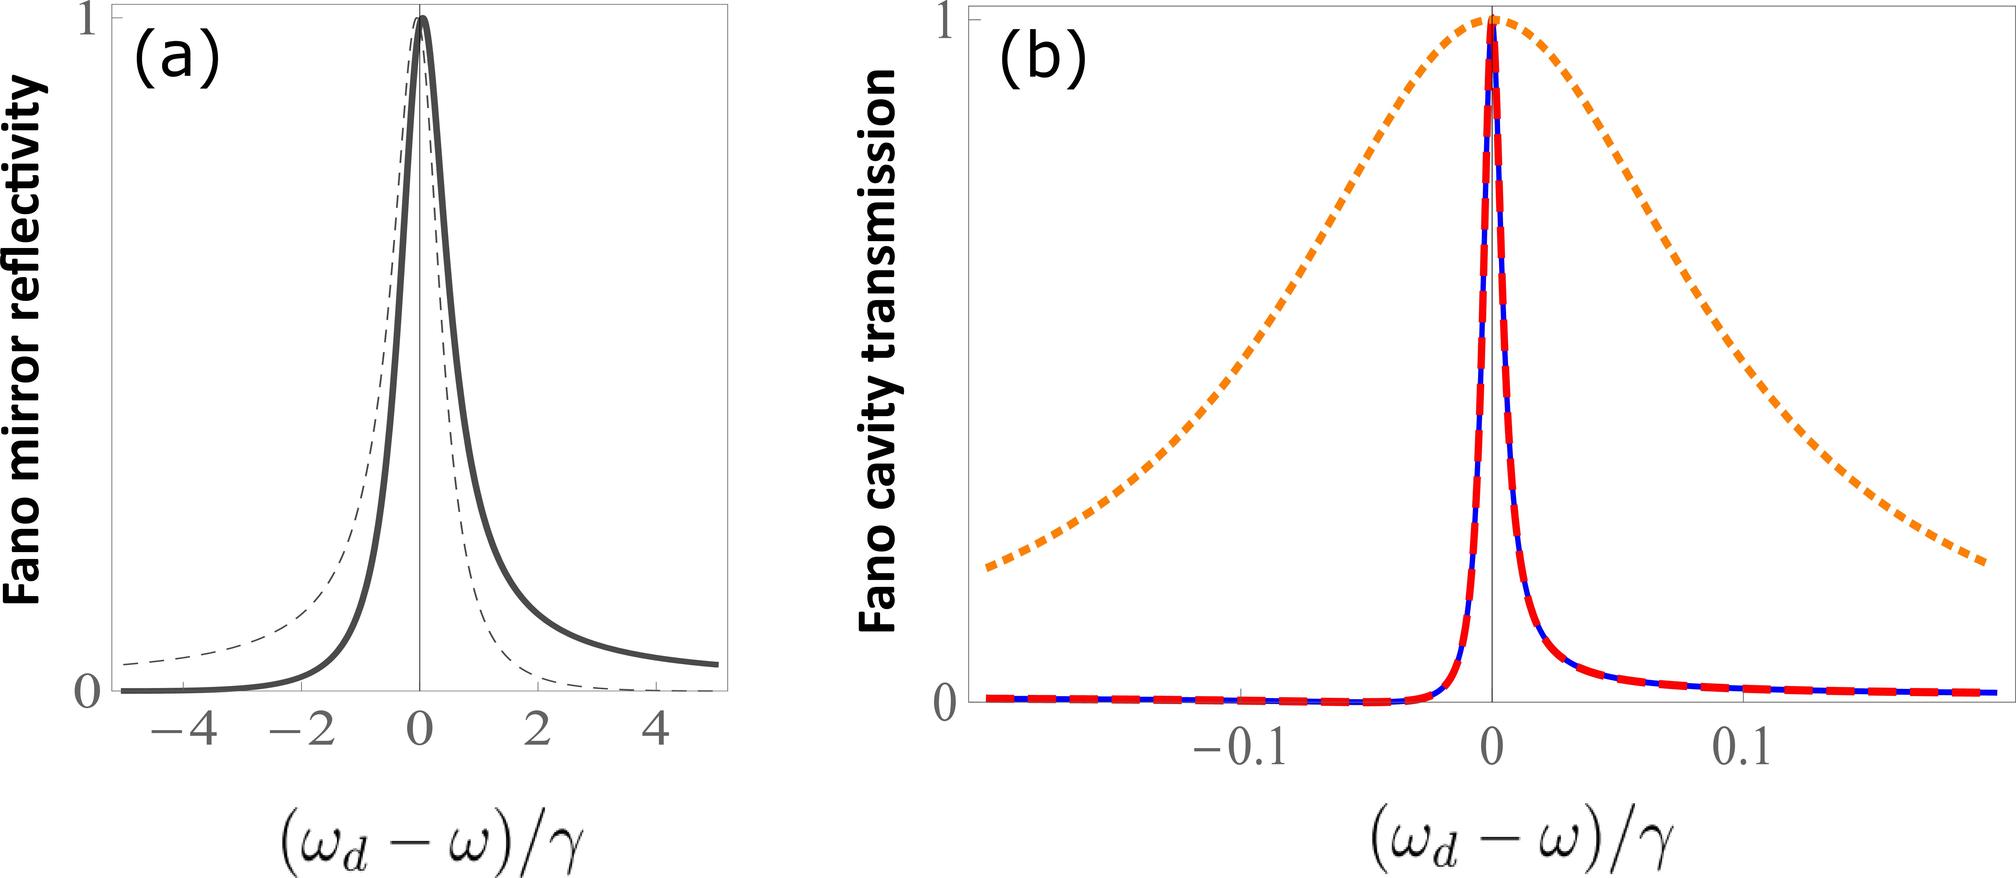 Fano mirror reflectivity
1
0
(a)
−4 −2 0 2 4
(ω_d − ω)/γ
Fano cavity transmission
1
0
(b)
−0.1 0 0.1
(ω_d − ω)/γ